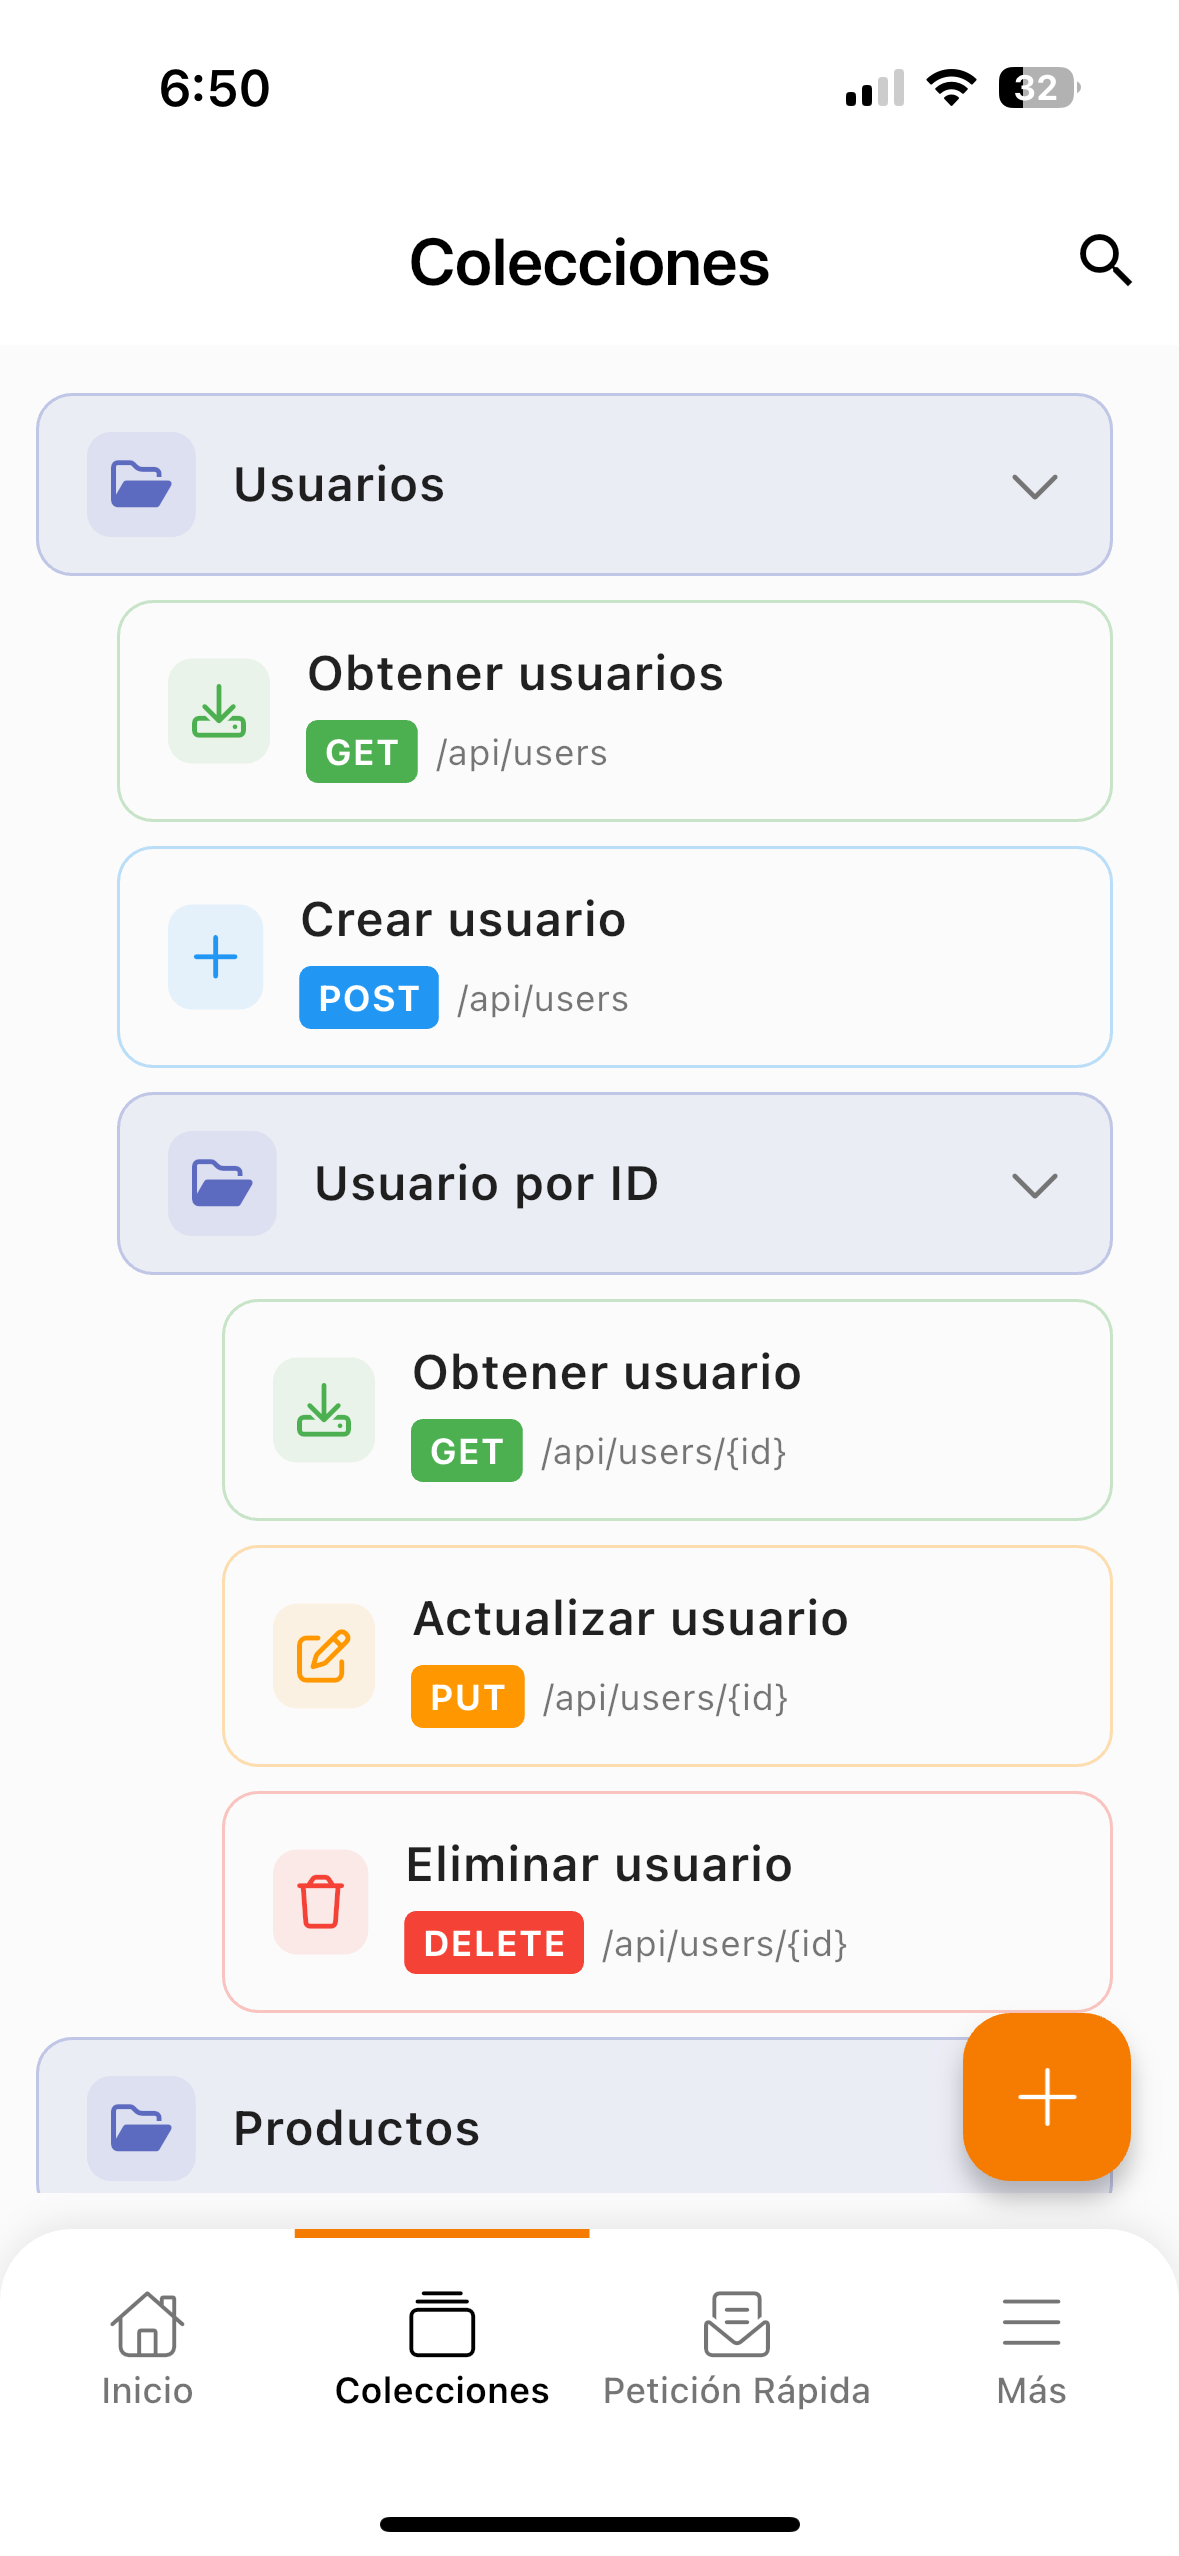 6:50
32
Colecciones
Usuarios
Obtener usuarios
GET /api/users
Crear usuario
POST /api/users
Usuario por ID
Obtener usuario
GET /api/users/{id}
Actualizar usuario
PUT /api/users/{id}
Eliminar usuario
DELETE /api/users/{id}
Productos
Inicio
Colecciones
Petición Rápida
Más